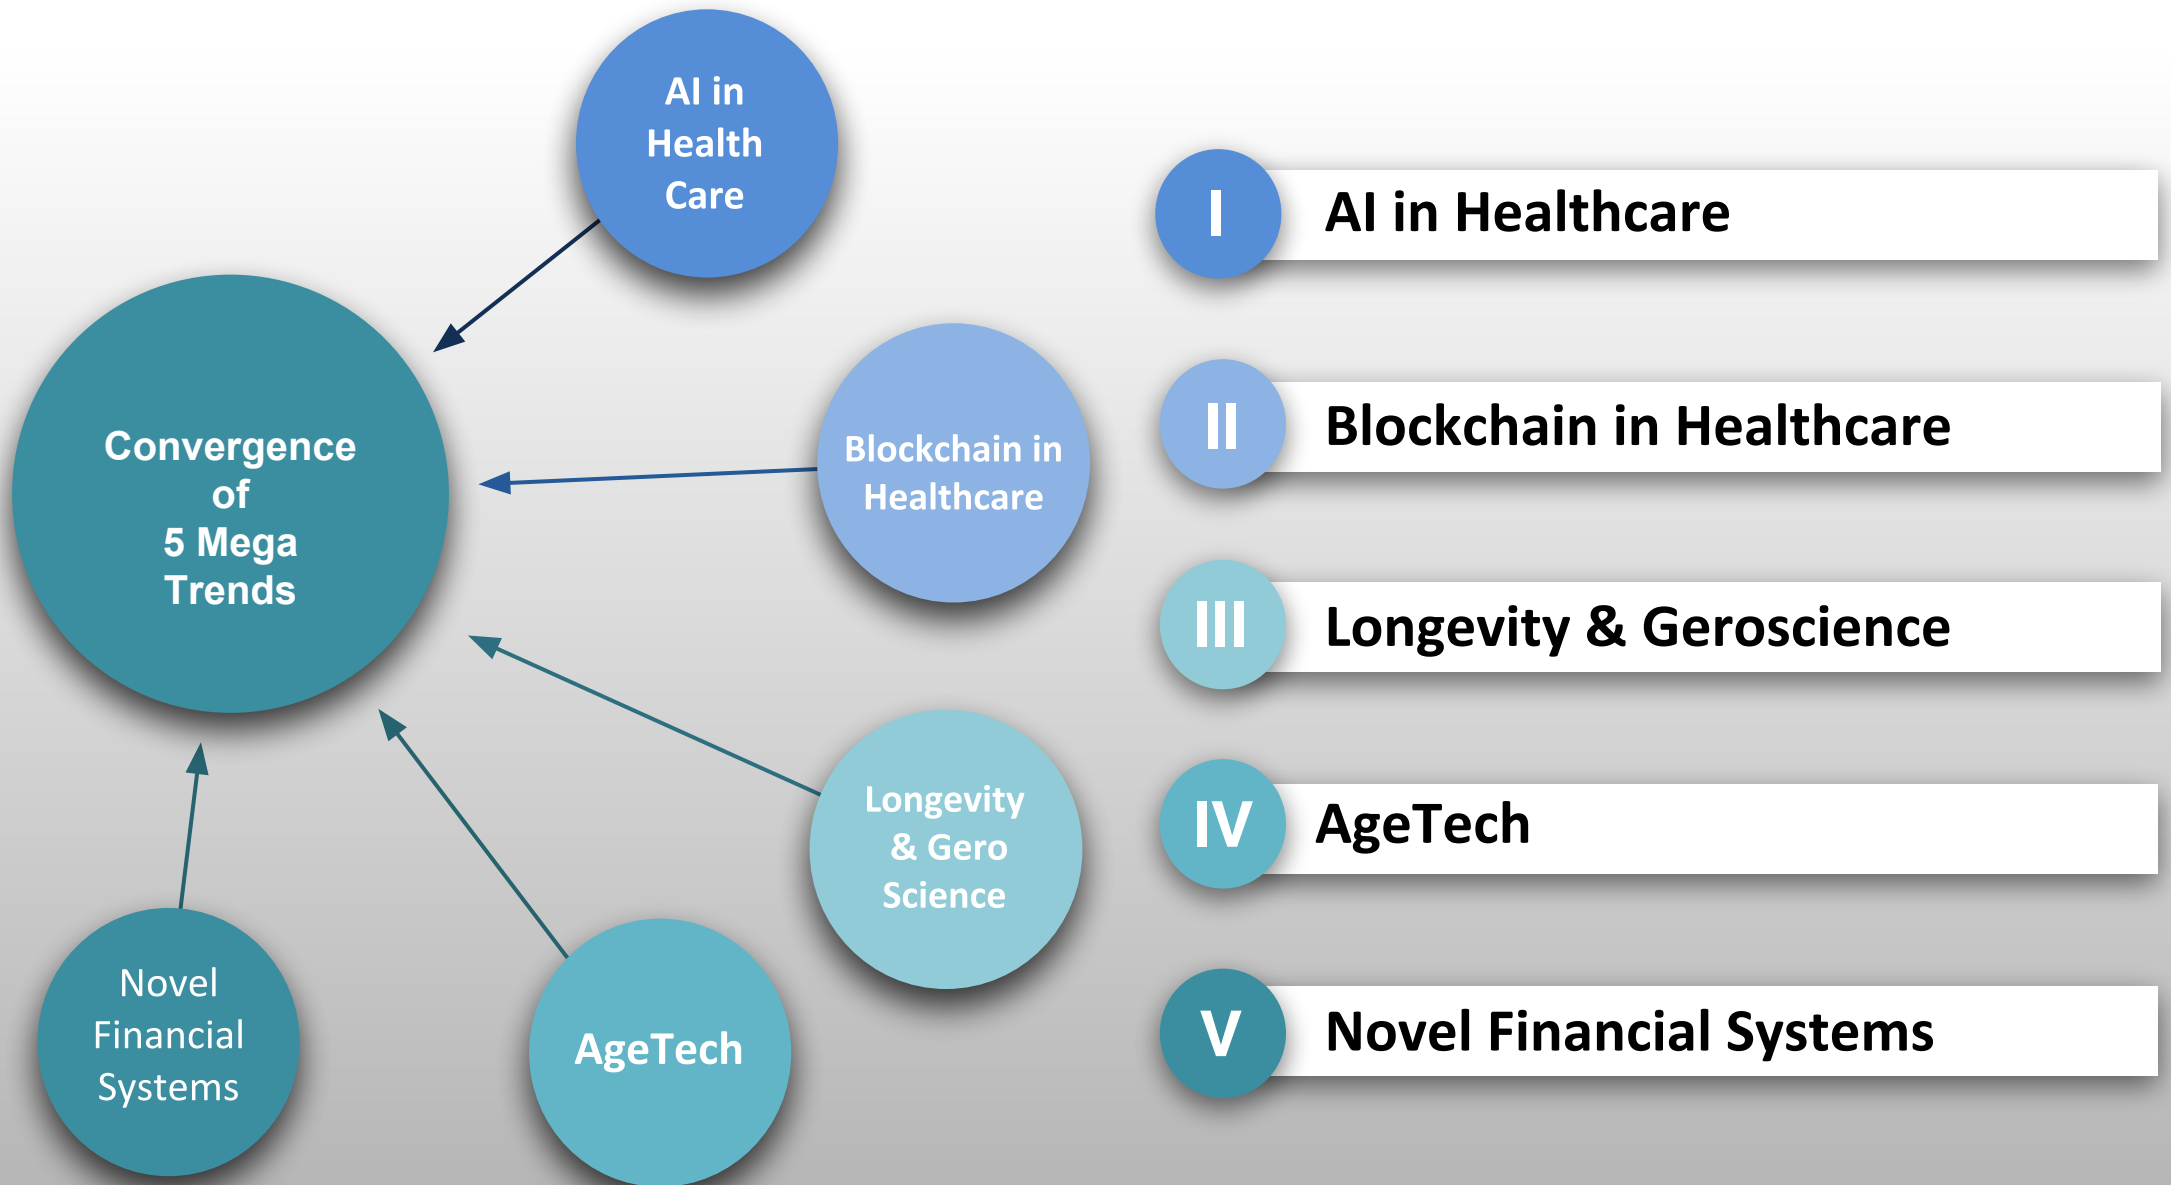 AI in
Health
Care
Convergence
of
5 Mega
Trends
Blockchain in
Healthcare
Longevity
& Gero
Science
AgeTech
Novel
Financial
Systems
I
AI in Healthcare
II
Blockchain in Healthcare
III
Longevity & Geroscience
IV
AgeTech
V
Novel Financial Systems